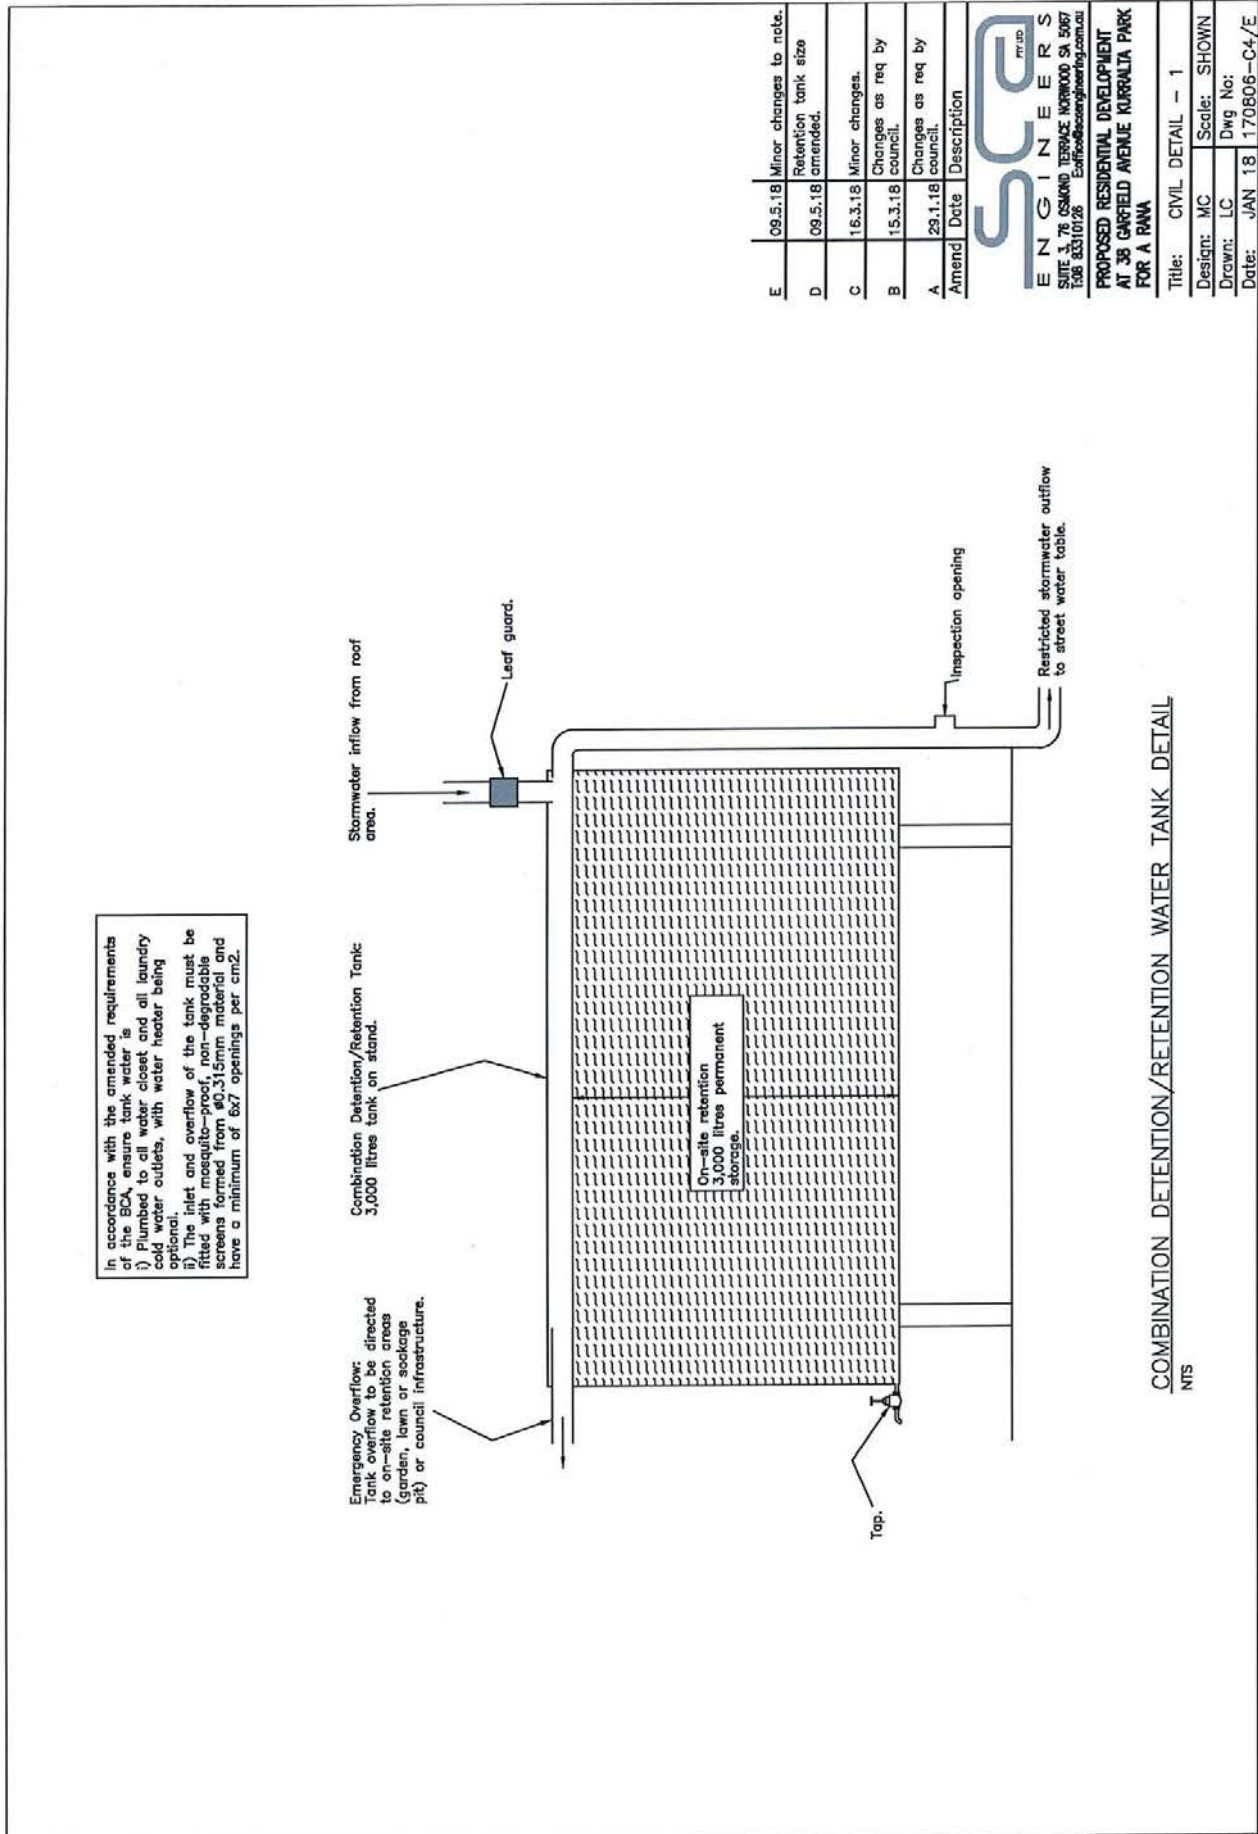 In accordance with the amended requirements
of the BCA, ensure tank water is
i) Plumbed to all water closet and all laundry
cold water outlets, with water heater being
optional.
ii) The inlet and overflow of the tank must be
fitted with mosquito-proof, non-degradable
screens formed from ø0.315mm material and
have a minimum of 6x7 openings per cm2.
Emergency Overflow:
Tank overflow to be directed
to on-site retention areas
(garden, lawn or soakage
pit) or council infrastructure.
Combination Detention/Retention Tank:
3,000 litres tank on stand.
Stormwater inflow from roof
area.
Leaf guard.
On-site retention
3,000 litres permanent
storage.
Tap.
Inspection opening
Restricted stormwater outflow
to street water table.
COMBINATION DETENTION/RETENTION WATER TANK DETAIL
NTS
E 09.5.18 Minor changes to note.
D 09.5.18 Retention tank size
amended.
C 16.3.18 Minor changes.
B 15.3.18 Changes as req by
council.
A 29.1.18 Changes as req by
council.
Amend Date Description
sca
PTY LTD
ENGINEERS
SUITE 3, 76 OSMOND TERRACE NORWOOD SA 5067
T:08 83310126 E:office@scaengineering.com.au
PROPOSED RESIDENTIAL DEVELOPMENT
AT 38 GARFIELD AVENUE KURRALTA PARK
FOR A RANA
Title: CIVIL DETAIL - 1
Design: MC Scale: SHOWN
Drawn: LC Dwg No:
Date: JAN 18 170806-C4/E